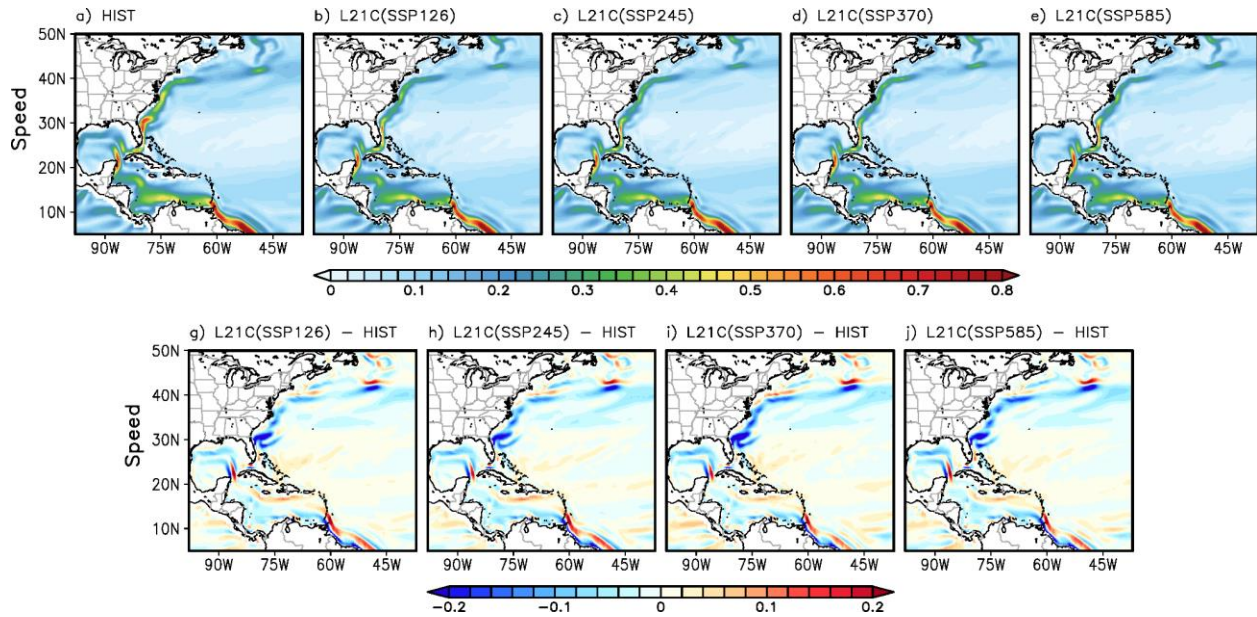 a) HIST b) L21C(SSP126) c) L21C(SSP245) d) L21C(SSP370) e) L21C(SSP585)
50N
40N
Speed
30N
20N
10N
90W 75W 60W 45W 90W 75W 60W 45W 90W 75W 60W 45W 90W 75W 60W 45W 90W 75W 60W 45W
0 0.1 0.2 0.3 0.4 0.5 0.6 0.7 0.8
g) L21C(SSP126) – HIST h) L21C(SSP245) – HIST i) L21C(SSP370) – HIST j) L21C(SSP585) – HIST
50N
40N
Speed
30N
20N
10N
90W 75W 60W 45W 90W 75W 60W 45W 90W 75W 60W 45W 90W 75W 60W 45W
−0.2 −0.1 0 0.1 0.2